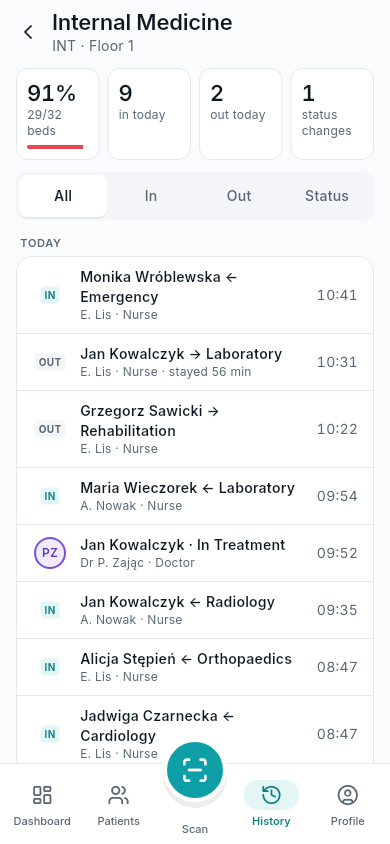 Internal Medicine
INT · Floor 1
91%
29/32
beds
9
in today
2
out today
1
status
changes
All
In
Out
Status
TODAY
IN
Monika Wróblewska ←
Emergency
E. Lis · Nurse
10:41
OUT
Jan Kowalczyk → Laboratory
E. Lis · Nurse · stayed 56 min
10:31
OUT
Grzegorz Sawicki →
Rehabilitation
E. Lis · Nurse
10:22
IN
Maria Wieczorek ← Laboratory
A. Nowak · Nurse
09:54
PZ
Jan Kowalczyk · In Treatment
Dr P. Zając · Doctor
09:52
IN
Jan Kowalczyk ← Radiology
A. Nowak · Nurse
09:35
IN
Alicja Stępień ← Orthopaedics
E. Lis · Nurse
08:47
IN
Jadwiga Czarnecka ←
Cardiology
E. Lis · Nurse
08:47
Dashboard
Patients
Scan
History
Profile